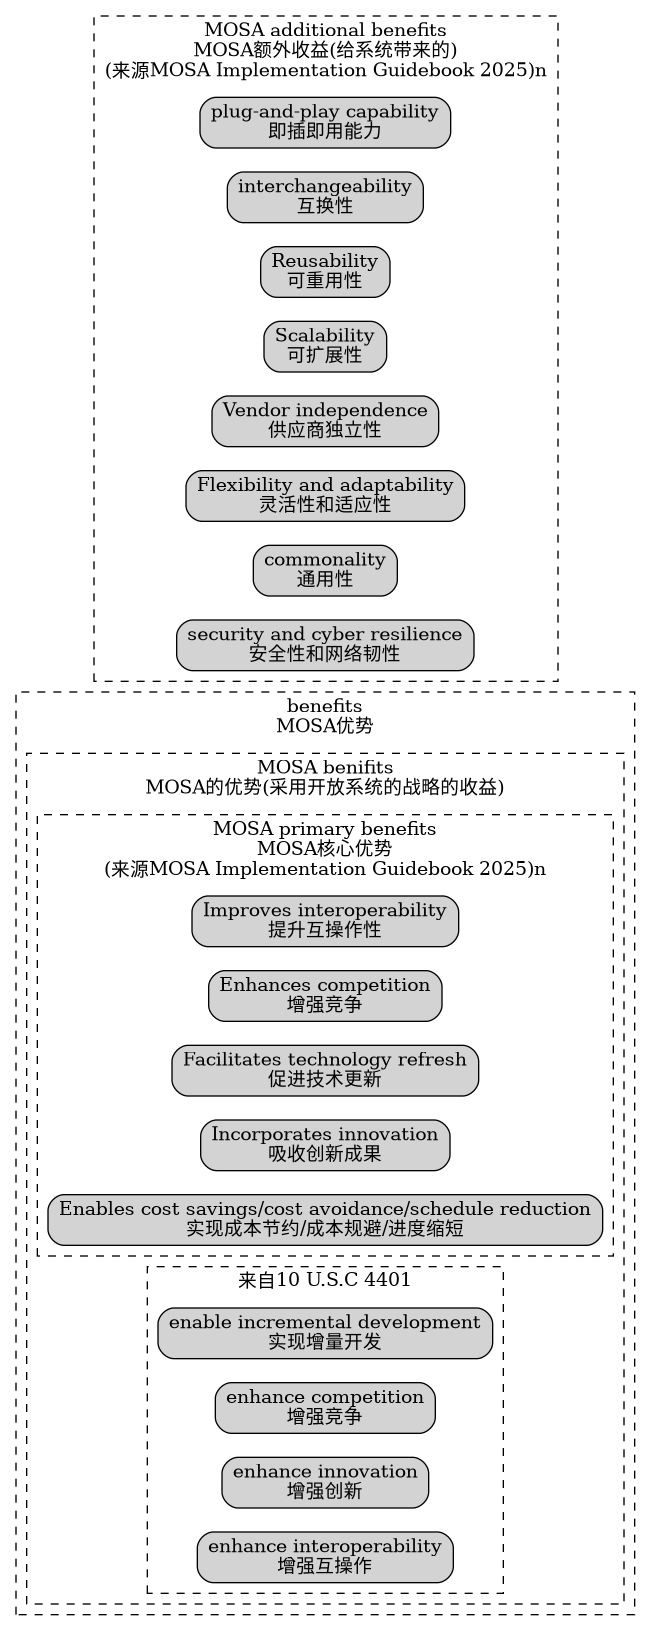 MOSA additional benefits
MOSA额外收益(给系统带来的)
(来源MOSA Implementation Guidebook 2025)n
plug-and-play capability
即插即用能力
interchangeability
互换性
Reusability
可重用性
Scalability
可扩展性
Vendor independence
供应商独立性
Flexibility and adaptability
灵活性和适应性
commonality
通用性
security and cyber resilience
安全性和网络韧性
benefits
MOSA优势
MOSA benifits
MOSA的优势(采用开放系统的战略的收益)
MOSA primary benefits
MOSA核心优势
(来源MOSA Implementation Guidebook 2025)n
Improves interoperability
提升互操作性
Enhances competition
增强竞争
Facilitates technology refresh
促进技术更新
Incorporates innovation
吸收创新成果
Enables cost savings/cost avoidance/schedule reduction
实现成本节约/成本规避/进度缩短
来自10 U.S.C 4401
enable incremental development
实现增量开发
enhance competition
增强竞争
enhance innovation
增强创新
enhance interoperability
增强互操作